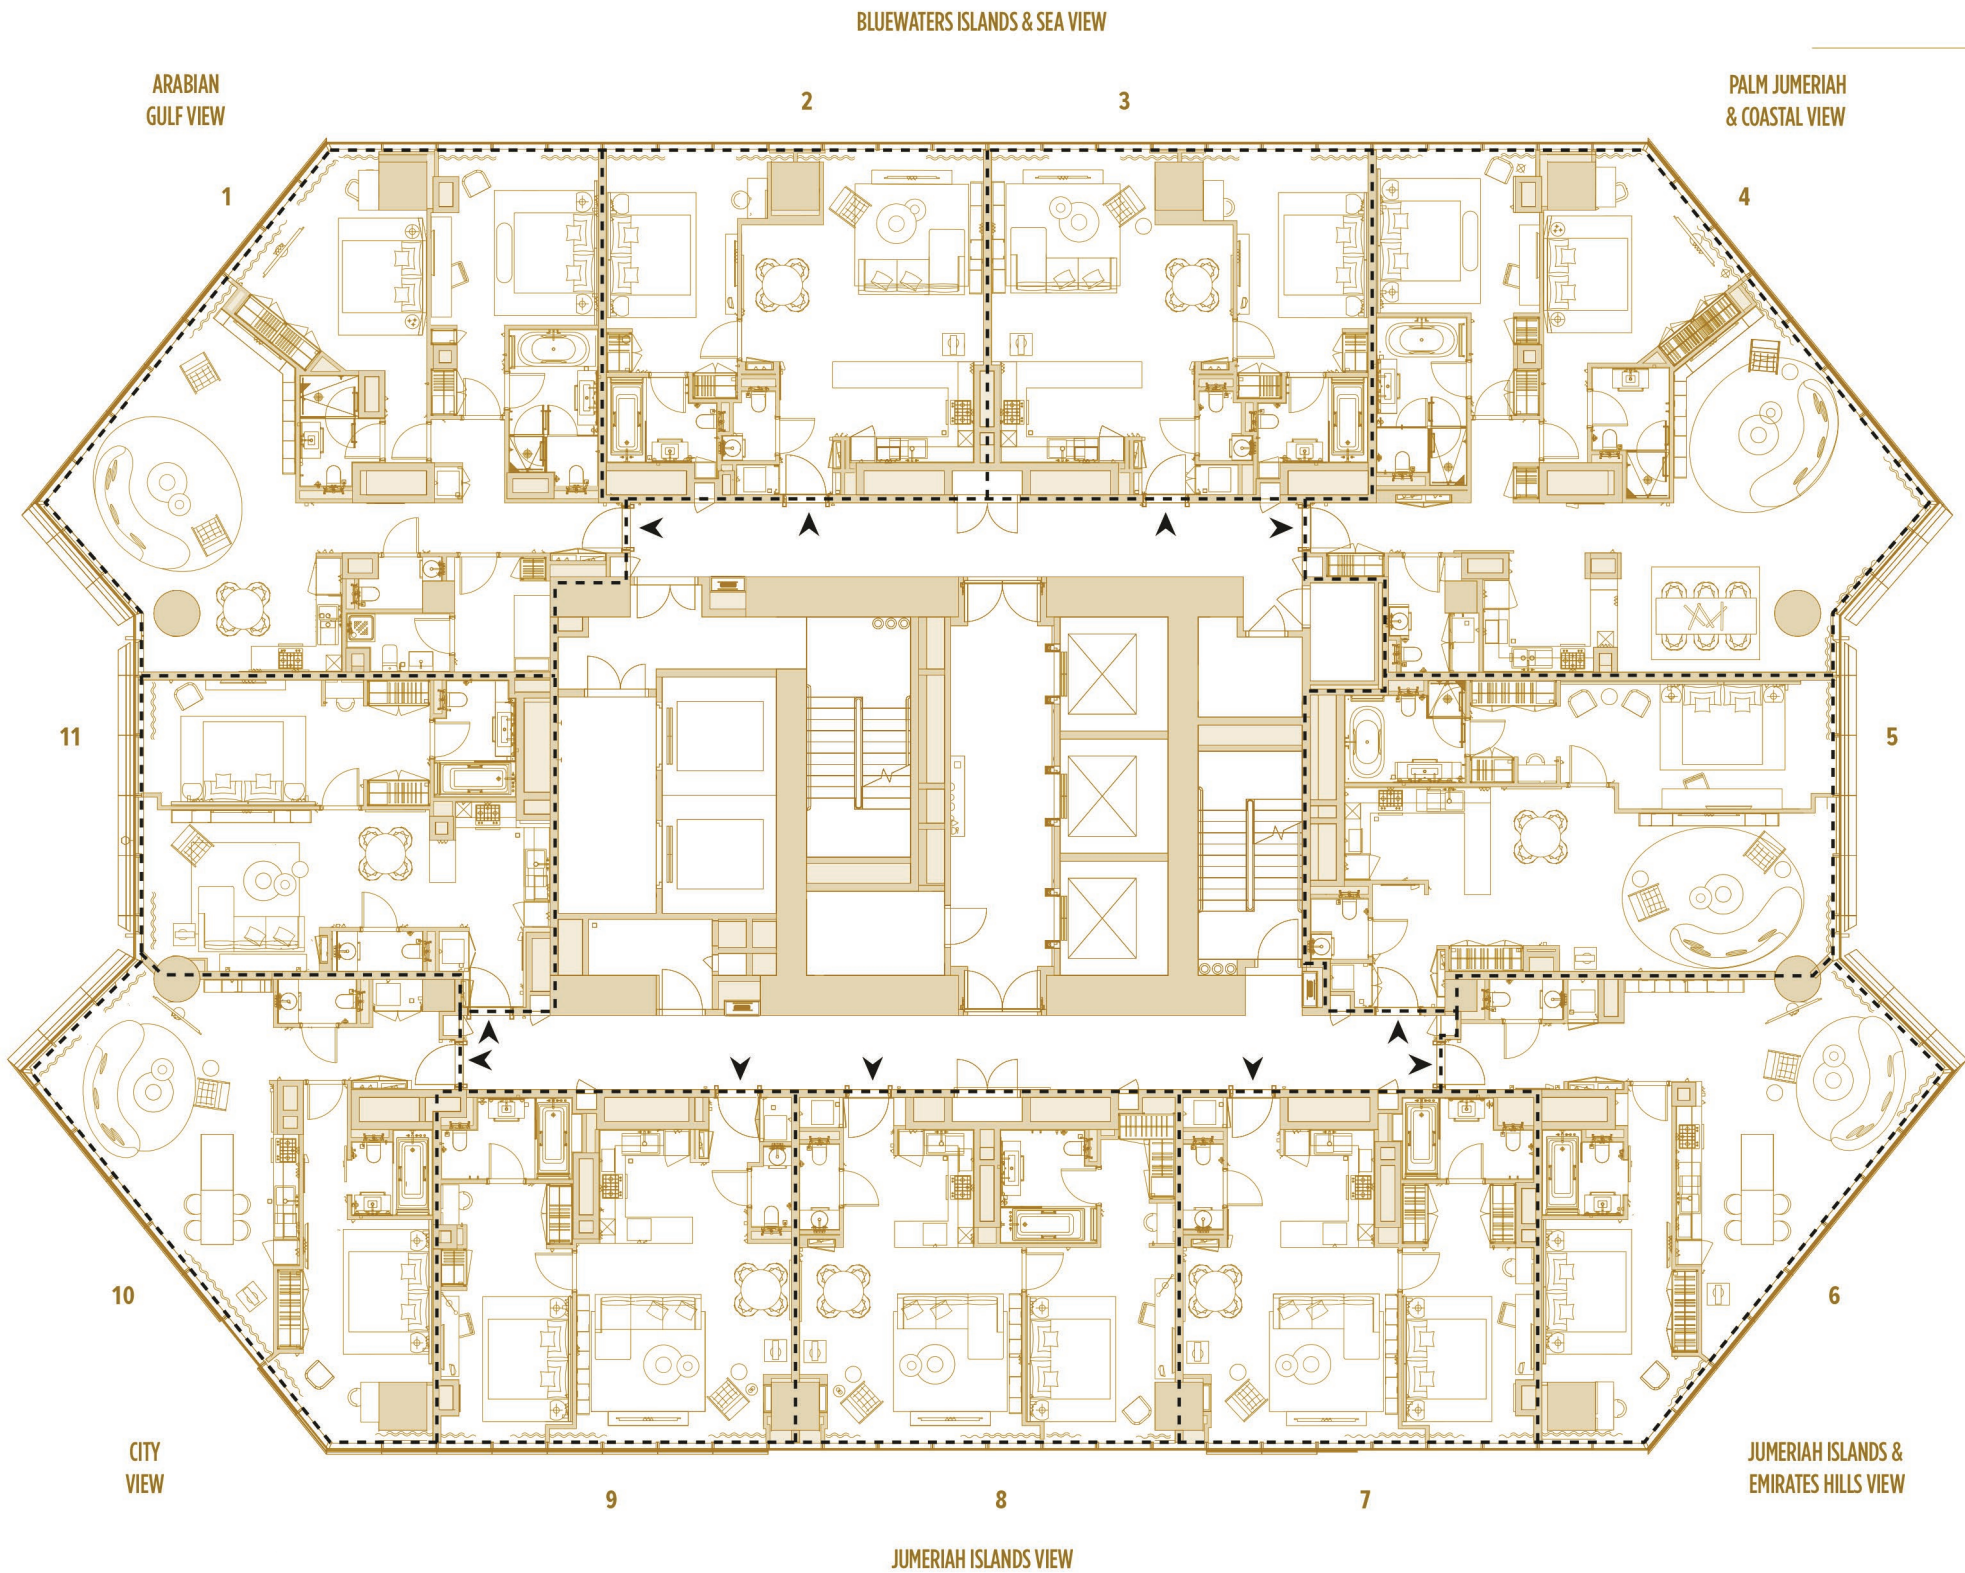 BLUEWATERS ISLANDS & SEA VIEW
ARABIAN
GULF VIEW
PALM JUMERIAH
& COASTAL VIEW
2
3
1
4
11
5
10
6
CITY
VIEW
JUMERIAH ISLANDS &
EMIRATES HILLS VIEW
9
8
7
JUMERIAH ISLANDS VIEW